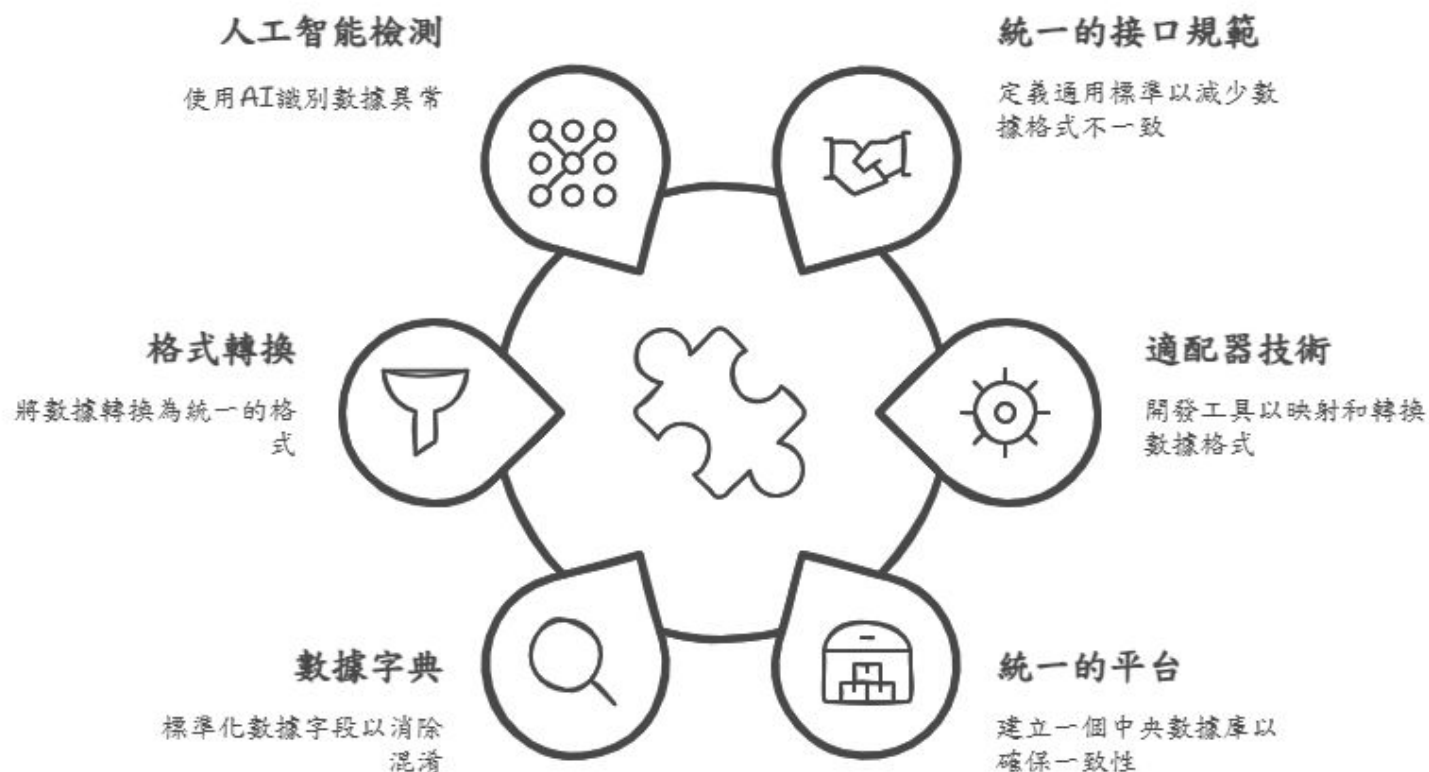 人工智能檢測
使用AI識別數據異常
統一的接口規範
定義通用標準以減少數
據格式不一致
格式轉換
將數據轉換為統一的格
式
適配器技術
開發工具以映射和轉換
數據格式
數據字典
標準化數據字段以消除
混淆
統一的平台
建立一個中央數據庫以
確保一致性